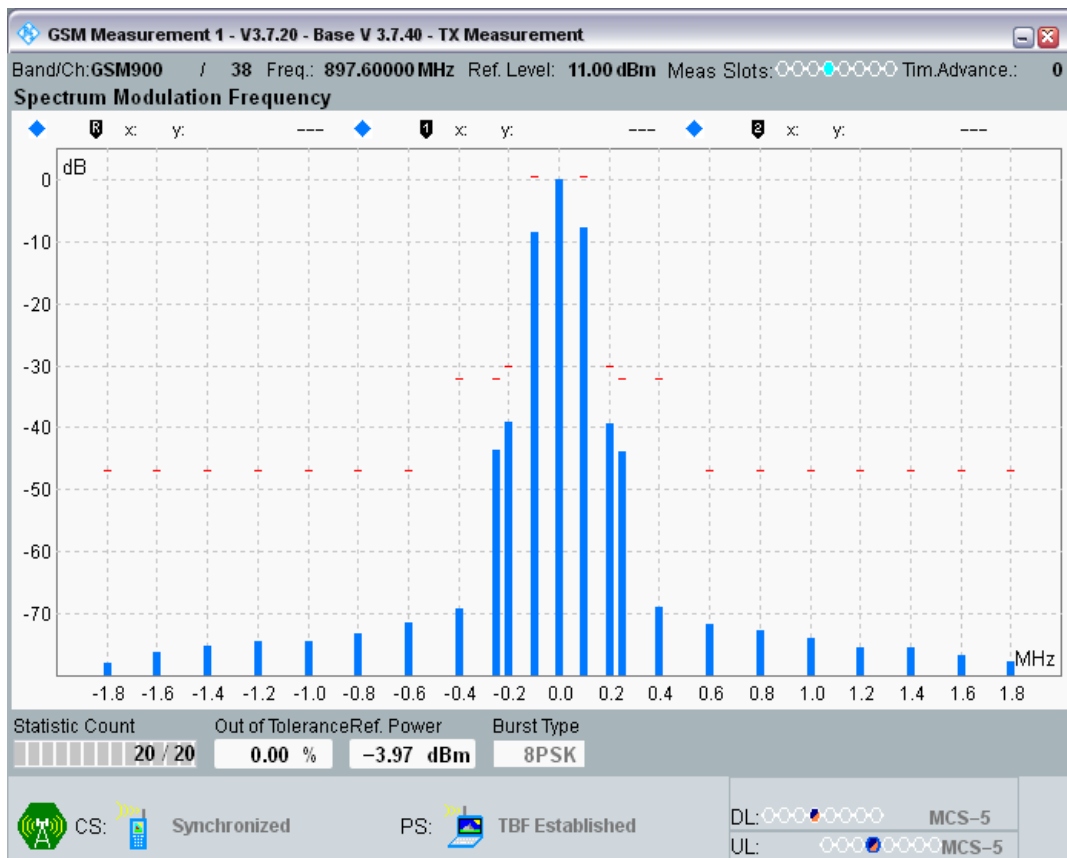 GSM Measurement 1 - V3.7.20 - Base V 3.7.40 - TX Measurement
Band/Ch:GSM900 / 38 Freq.: 897.60000 MHz Ref. Level: 11.00 dBm Meas Slots: Tim.Advance.: 0
Spectrum Modulation Frequency
R x: y: --- 1 x: y: --- 2 x: y: ---
dB
0
-10
-20
-30
-40
-50
-60
-70
MHz
-1.8 -1.6 -1.4 -1.2 -1.0 -0.8 -0.6 -0.4 -0.2 0.0 0.2 0.4 0.6 0.8 1.0 1.2 1.4 1.6 1.8
Statistic Count Out of Tolerance Ref. Power Burst Type
20 / 20 0.00 % -3.97 dBm 8PSK
CS: Synchronized PS: TBF Established
DL: MCS-5
UL: MCS-5